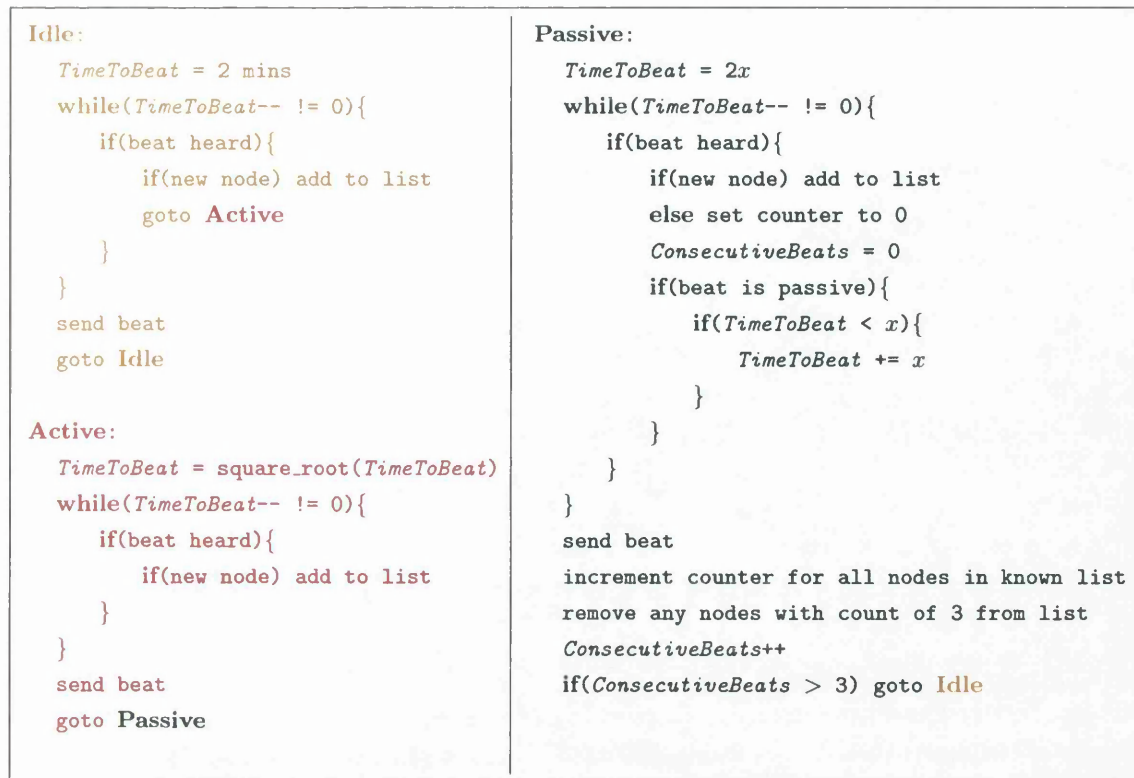 Idle:
TimeToBeat = 2 mins
while(TimeToBeat-- != 0){
if(beat heard){
if(new node) add to list
goto Active
}
}
send beat
goto Idle
Active:
TimeToBeat = square_root(TimeToBeat)
while(TimeToBeat-- != 0){
if(beat heard){
if(new node) add to list
}
}
send beat
goto Passive
Passive:
TimeToBeat = 2x
while(TimeToBeat-- != 0){
if(beat heard){
if(new node) add to list
else set counter to 0
ConsecutiveBeats = 0
if(beat is passive){
if(TimeToBeat < x){
TimeToBeat += x
}
}
}
}
send beat
increment counter for all nodes in known list
remove any nodes with count of 3 from list
ConsecutiveBeats++
if(ConsecutiveBeats > 3) goto Idle